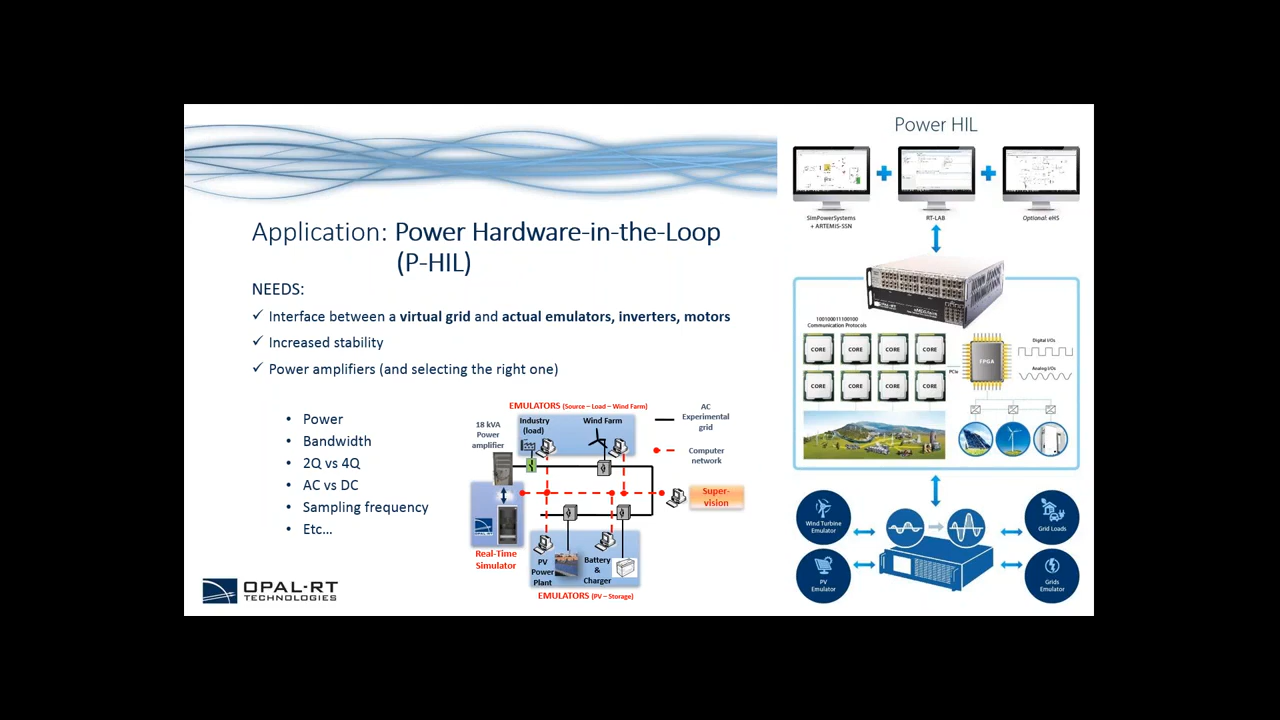 Power HIL
SimPowerSystems
+ ARTEMiS-SSN
RT-LAB
Optional: eHS
Application: Power Hardware-in-the-Loop
(P-HIL)
NEEDS:
✓ Interface between a virtual grid and actual emulators, inverters, motors
✓ Increased stability
✓ Power amplifiers (and selecting the right one)
• Power
• Bandwidth
• 2Q vs 4Q
• AC vs DC
• Sampling frequency
• Etc...
EMULATORS (Source – Load – Wind Farm)
18 kVA
Power
amplifier
Industry
(load)
Wind Farm
AC
Experimental
grid
Computer
network
Super-
vision
Real-Time
Simulator
PV
Power
Plant
Battery
&
Charger
EMULATORS (PV – Storage)
OPAL-RT
TECHNOLOGIES
OPAL-RT
100100011100100
Communication Protocols
CORE CORE CORE CORE
CORE CORE CORE CORE
PCIe
FPGA
Digital I/Os
Analog I/Os
Wind Turbine
Emulator
PV
Emulator
Grid Loads
Grids
Emulator